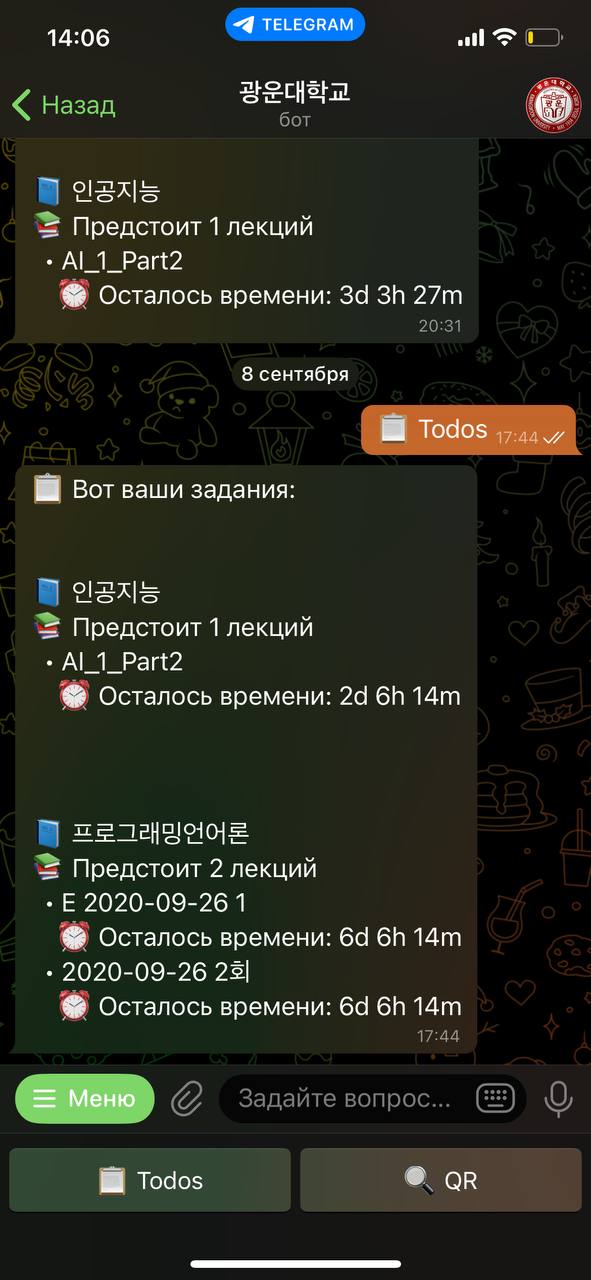 14:06
TELEGRAM
Назад
광운대학교
бот
📘 인공지능
📚 Предстоит 1 лекций
• AI_1_Part2
⏰ Осталось времени: 3d 3h 27m
20:31
8 сентября
📋 Todos 17:44
📋 Вот ваши задания:
📘 인공지능
📚 Предстоит 1 лекций
• AI_1_Part2
⏰ Осталось времени: 2d 6h 14m
📘 프로그래밍언어론
📚 Предстоит 2 лекций
• E 2020-09-26 1
⏰ Осталось времени: 6d 6h 14m
• 2020-09-26 2회
⏰ Осталось времени: 6d 6h 14m
17:44
Меню
Задайте вопрос...
📋 Todos
🔍 QR